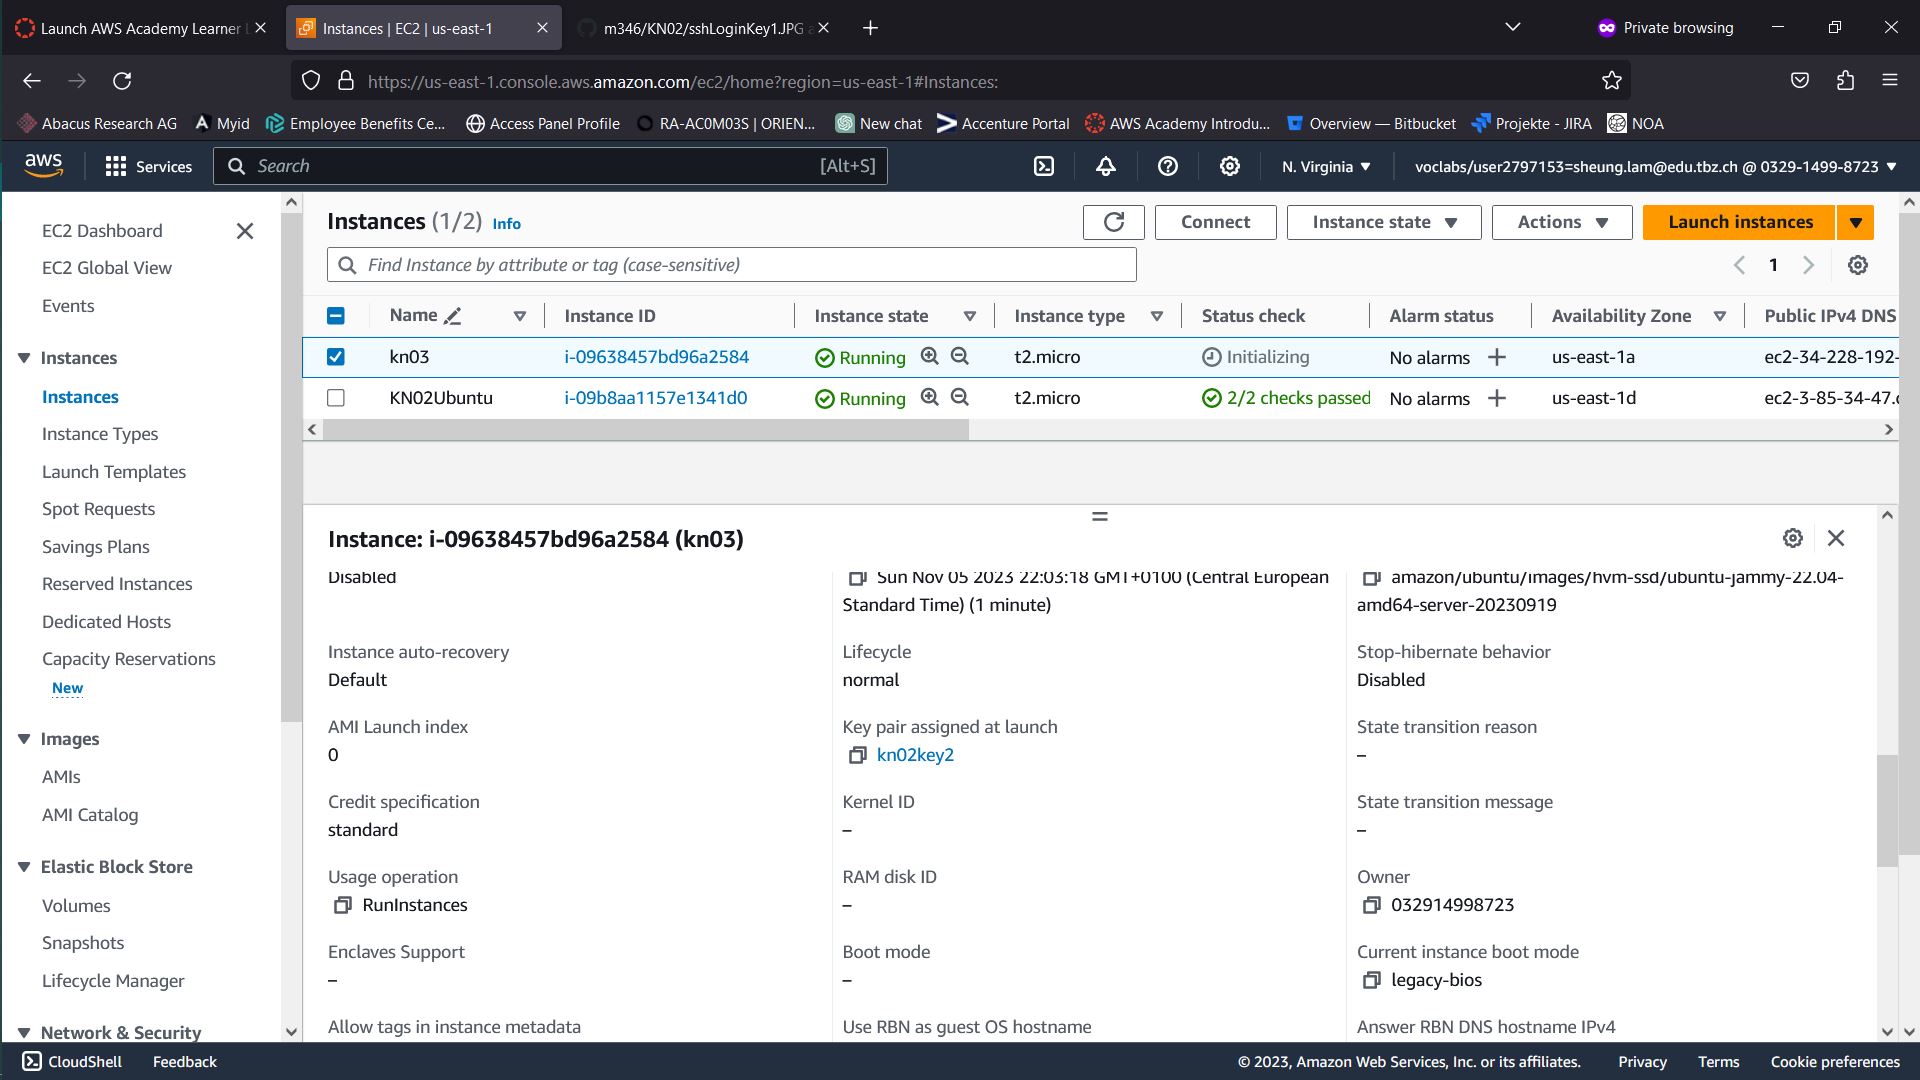 Launch AWS Academy Learner L
Instances | EC2 | us-east-1
m346/KN02/sshLoginKey1.JPG a
Private browsing
https://us-east-1.console.aws.amazon.com/ec2/home?region=us-east-1#Instances:
Abacus Research AG
Myid
Employee Benefits Ce...
Access Panel Profile
RA-AC0M03S | ORIEN...
New chat
Accenture Portal
AWS Academy Introdu...
Overview — Bitbucket
Projekte - JIRA
NOA
aws
Services
Search
[Alt+S]
N. Virginia
voclabs/user2797153=sheung.lam@edu.tbz.ch @ 0329-1499-8723
EC2 Dashboard
EC2 Global View
Events
Instances
Instances
Instance Types
Launch Templates
Spot Requests
Savings Plans
Reserved Instances
Dedicated Hosts
Capacity Reservations
New
Images
AMIs
AMI Catalog
Elastic Block Store
Volumes
Snapshots
Lifecycle Manager
Network & Security
Instances (1/2) Info
Connect
Instance state
Actions
Launch instances
Find Instance by attribute or tag (case-sensitive)
1
Name Instance ID Instance state Instance type Status check Alarm status Availability Zone Public IPv4 DNS
kn03 i-09638457bd96a2584 Running t2.micro Initializing No alarms + us-east-1a ec2-34-228-192-
KN02Ubuntu i-09b8aa1157e1341d0 Running t2.micro 2/2 checks passed No alarms + us-east-1d ec2-3-85-34-47.c
Instance: i-09638457bd96a2584 (kn03)
Disabled
Sun Nov 05 2023 22:03:18 GMT+0100 (Central European
Standard Time) (1 minute)
amazon/ubuntu/images/hvm-ssd/ubuntu-jammy-22.04-
amd64-server-20230919
Instance auto-recovery
Default
Lifecycle
normal
Stop-hibernate behavior
Disabled
AMI Launch index
0
Key pair assigned at launch
kn02key2
State transition reason
–
Credit specification
standard
Kernel ID
–
State transition message
–
Usage operation
RunInstances
RAM disk ID
–
Owner
032914998723
Enclaves Support
–
Boot mode
–
Current instance boot mode
legacy-bios
Allow tags in instance metadata
Use RBN as guest OS hostname
Answer RBN DNS hostname IPv4
CloudShell
Feedback
© 2023, Amazon Web Services, Inc. or its affiliates.
Privacy
Terms
Cookie preferences